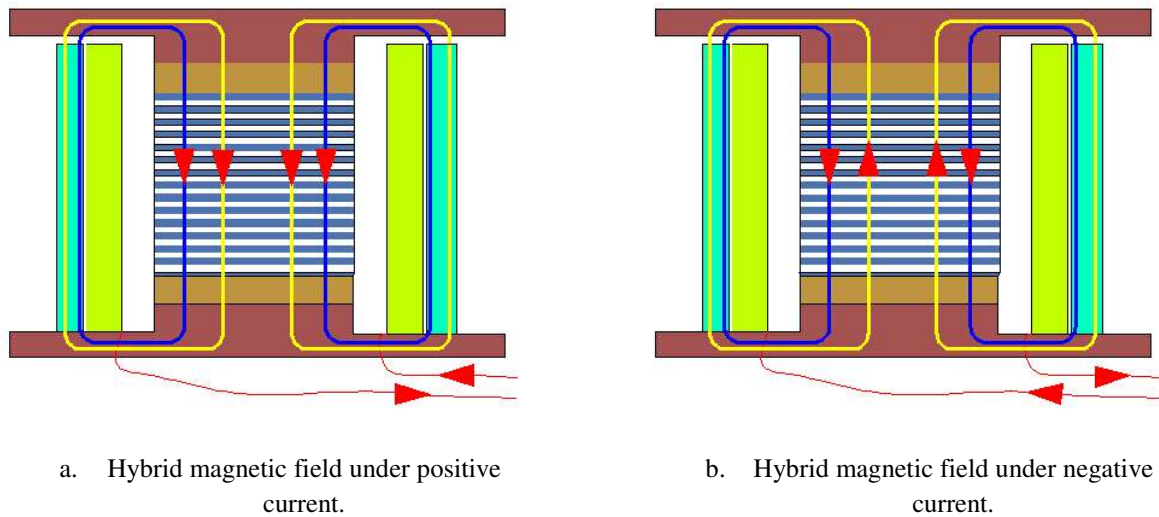 a. Hybrid magnetic field under positive
current.
b. Hybrid magnetic field under negative
current.